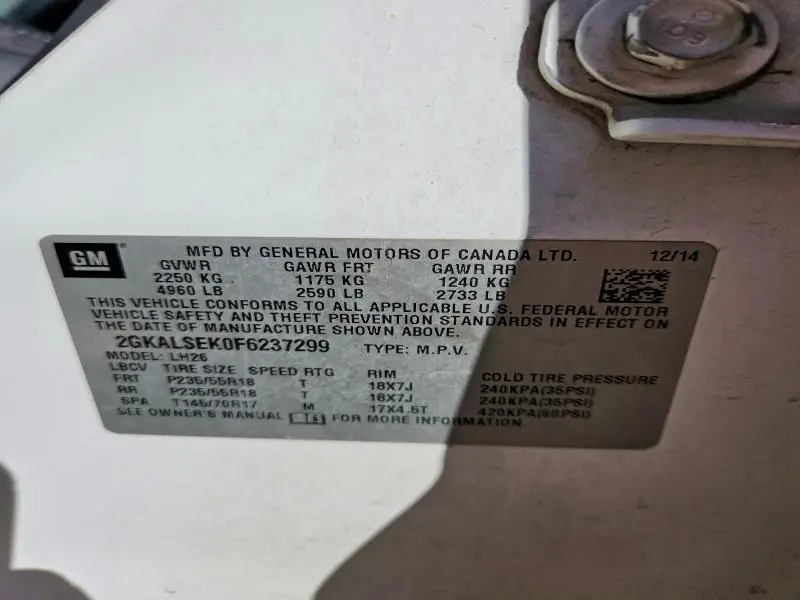 109
GM
®
MFD BY GENERAL MOTORS OF CANADA LTD. 12/14
GVWR GAWR FRT GAWR RR
2250 KG 1175 KG 1240 KG
4960 LB 2590 LB 2733 LB
THIS VEHICLE CONFORMS TO ALL APPLICABLE U.S. FEDERAL MOTOR
VEHICLE SAFETY AND THEFT PREVENTION STANDARDS IN EFFECT ON
THE DATE OF MANUFACTURE SHOWN ABOVE.
2GKALSEK0F6237299 TYPE: M.P.V.
MODEL: LH26
LBCV TIRE SIZE SPEED RTG RIM COLD TIRE PRESSURE
FRT P235/55R18 T 18X7J 240KPA(35PSI)
RR P235/55R18 T 18X7J 240KPA(35PSI)
SPA T145/70R17 M 17X4.5T 420KPA(60PSI)
SEE OWNER'S MANUAL FOR MORE INFORMATION.